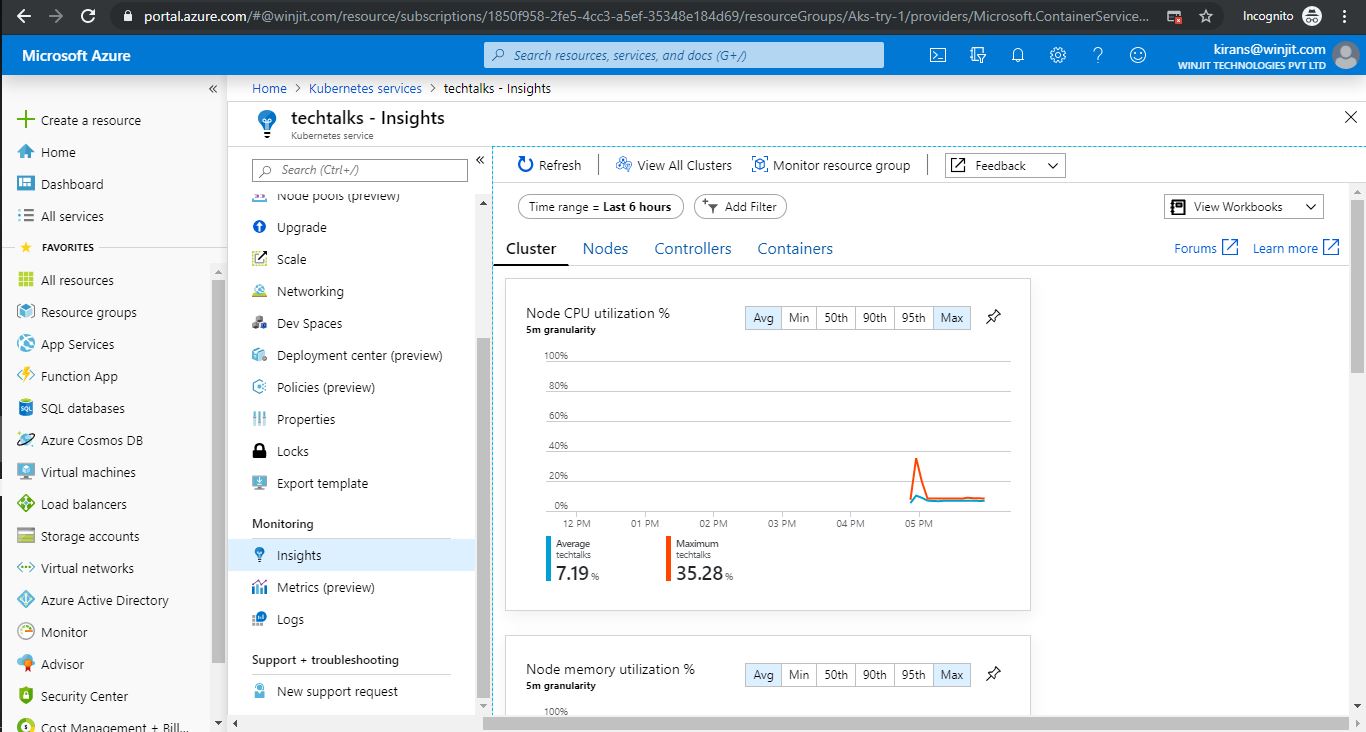 portal.azure.com/#@winjit.com/resource/subscriptions/1850f958-2fe5-4cc3-a5ef-35348e184d69/resourceGroups/Aks-try-1/providers/Microsoft.ContainerService...
Incognito
Microsoft Azure
Search resources, services, and docs (G+/)
kirans@winjit.com
WINJIT TECHNOLOGIES PVT LTD
Home > Kubernetes services > techtalks - Insights
techtalks - Insights
Kubernetes service
Create a resource
Home
Dashboard
All services
FAVORITES
All resources
Resource groups
App Services
Function App
SQL databases
Azure Cosmos DB
Virtual machines
Load balancers
Storage accounts
Virtual networks
Azure Active Directory
Monitor
Advisor
Security Center
Cost Management + Bill...
Search (Ctrl+/)
Node pools (preview)
Upgrade
Scale
Networking
Dev Spaces
Deployment center (preview)
Policies (preview)
Properties
Locks
Export template
Monitoring
Insights
Metrics (preview)
Logs
Support + troubleshooting
New support request
Refresh
View All Clusters
Monitor resource group
Feedback
Time range = Last 6 hours
Add Filter
View Workbooks
Cluster Nodes Controllers Containers
Forums
Learn more
Node CPU utilization %
5m granularity
Avg Min 50th 90th 95th Max
100%
80%
60%
40%
20%
0%
12 PM 01 PM 02 PM 03 PM 04 PM 05 PM
Average
techtalks
7.19 %
Maximum
techtalks
35.28 %
Node memory utilization %
5m granularity
Avg Min 50th 90th 95th Max
100%